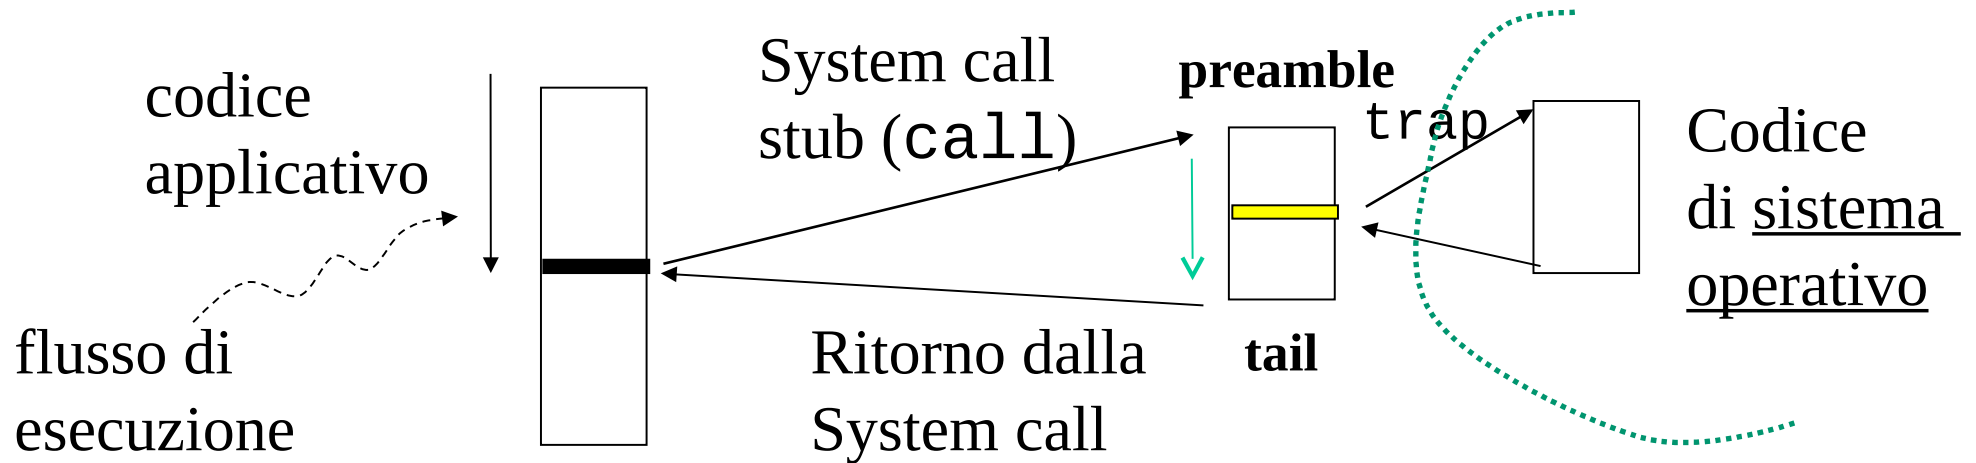 codice
applicativo
flusso di
esecuzione
System call
stub (call)
Ritorno dalla
System call
preamble
tail
trap
Codice
di sistema
operativo